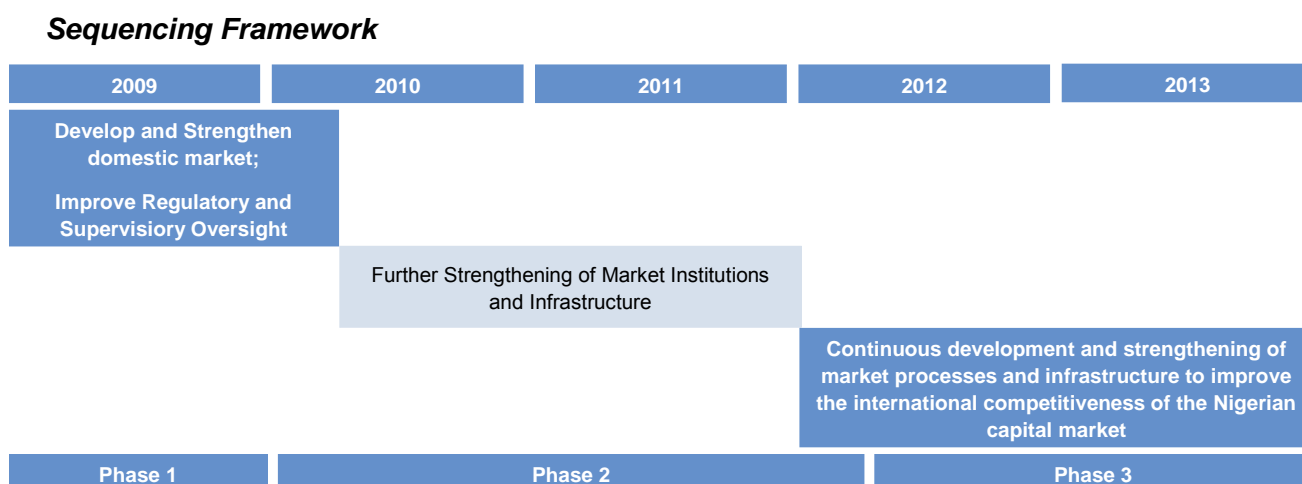 Sequencing Framework
2009 2010 2011 2012 2013
Develop and Strengthen
domestic market;
Improve Regulatory and
Supervisiory Oversight
Further Strengthening of Market Institutions
and Infrastructure
Continuous development and strengthening of
market processes and infrastructure to improve
the international competitiveness of the Nigerian
capital market
Phase 1 Phase 2 Phase 3